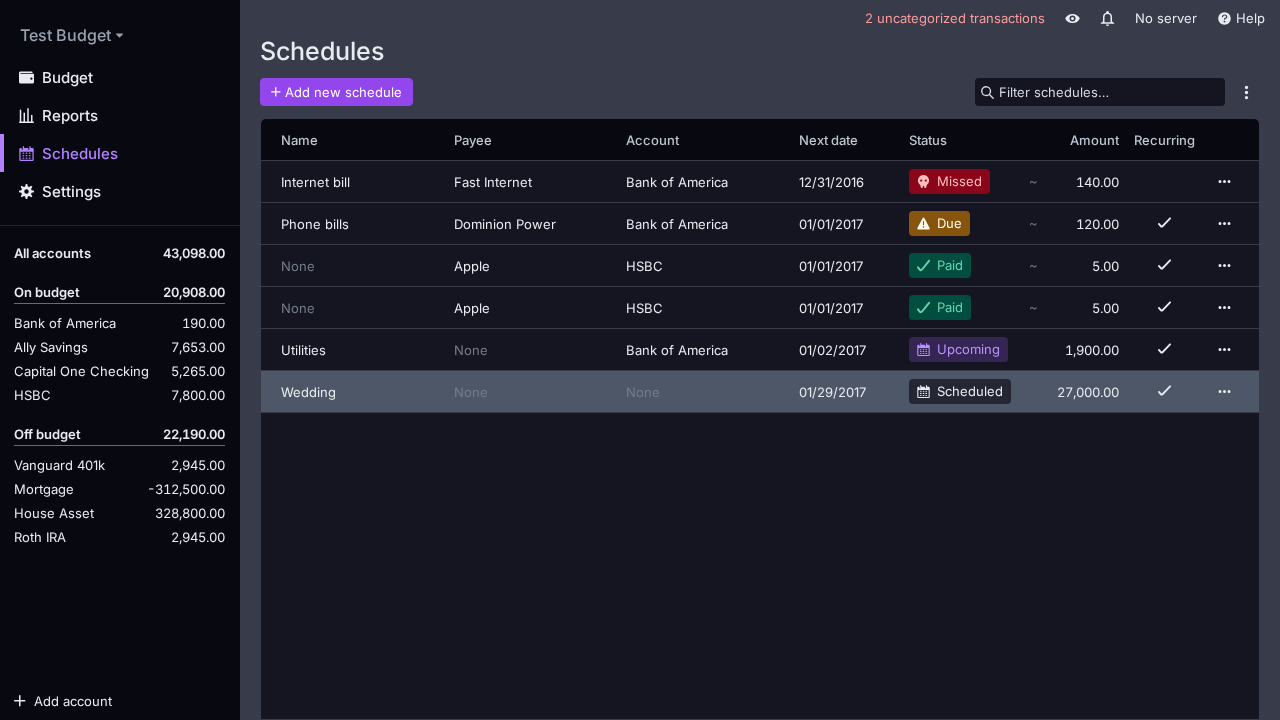 2 uncategorized transactions
No server
Help
Test Budget
Budget
Reports
Schedules
Settings
All accounts 43,098.00
On budget 20,908.00
Bank of America 190.00
Ally Savings 7,653.00
Capital One Checking 5,265.00
HSBC 7,800.00
Off budget 22,190.00
Vanguard 401k 2,945.00
Mortgage -312,500.00
House Asset 328,800.00
Roth IRA 2,945.00
Add account
Schedules
Add new schedule
Filter schedules...
Name Payee Account Next date Status Amount Recurring
Internet bill Fast Internet Bank of America 12/31/2016 Missed ~ 140.00
Phone bills Dominion Power Bank of America 01/01/2017 Due ~ 120.00
None Apple HSBC 01/01/2017 Paid ~ 5.00
None Apple HSBC 01/01/2017 Paid ~ 5.00
Utilities None Bank of America 01/02/2017 Upcoming 1,900.00
Wedding None None 01/29/2017 Scheduled 27,000.00